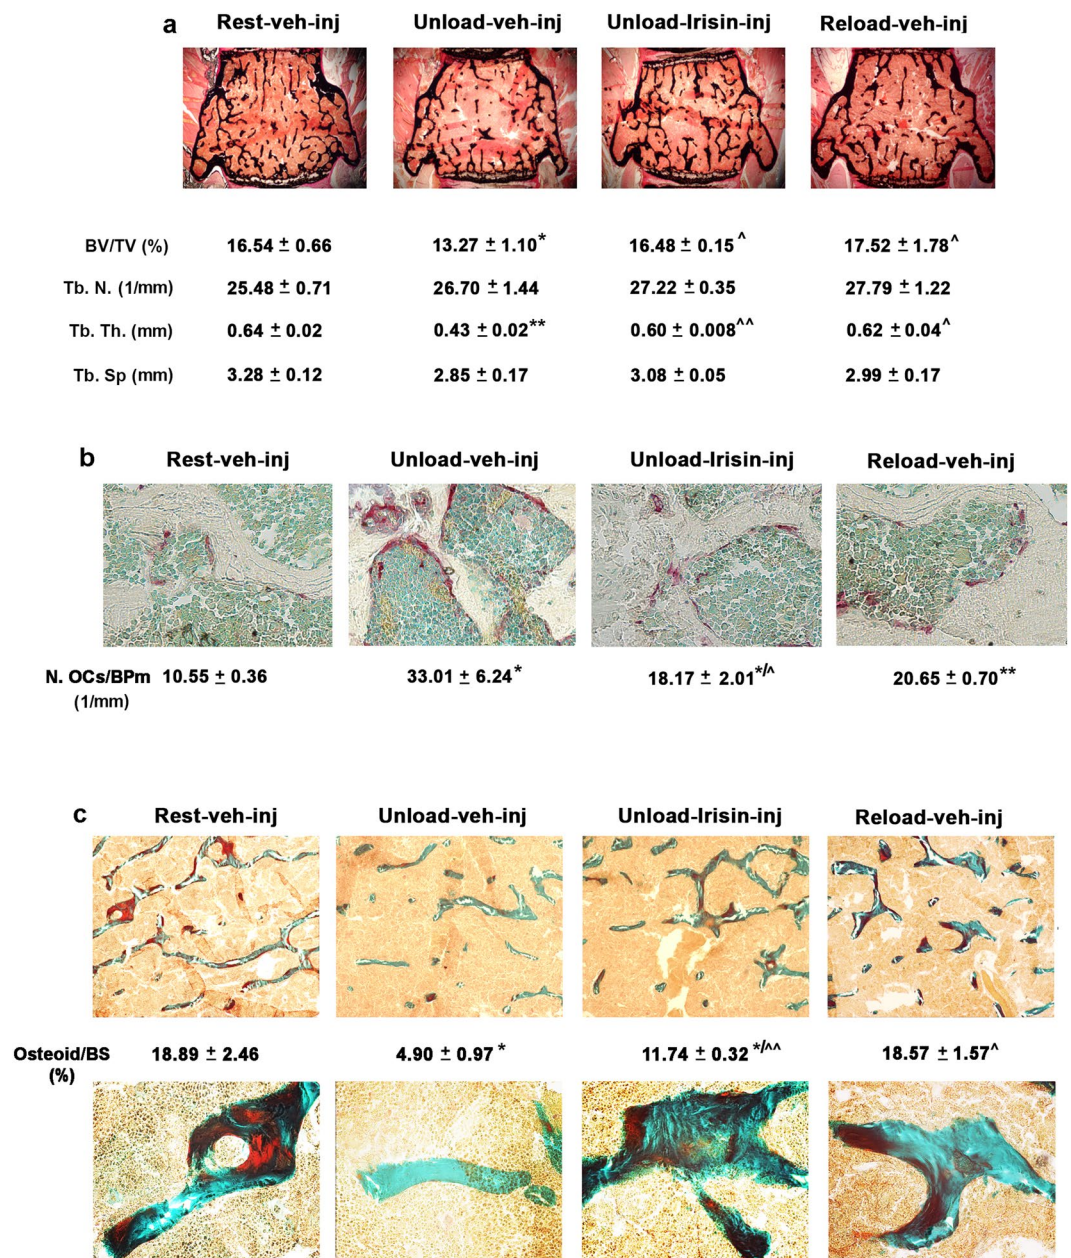 a Rest-veh-inj Unload-veh-inj Unload-Irisin-inj Reload-veh-inj
BV/TV (%) 16.54 ± 0.66 13.27 ± 1.10* 16.48 ± 0.15^ 17.52 ± 1.78^
Tb. N. (1/mm) 25.48 ± 0.71 26.70 ± 1.44 27.22 ± 0.35 27.79 ± 1.22
Tb. Th. (mm) 0.64 ± 0.02 0.43 ± 0.02** 0.60 ± 0.008^^ 0.62 ± 0.04^
Tb. Sp (mm) 3.28 ± 0.12 2.85 ± 0.17 3.08 ± 0.05 2.99 ± 0.17
b Rest-veh-inj Unload-veh-inj Unload-Irisin-inj Reload-veh-inj
N. OCs/BPm 10.55 ± 0.36 33.01 ± 6.24* 18.17 ± 2.01*/^ 20.65 ± 0.70**
(1/mm)
c Rest-veh-inj Unload-veh-inj Unload-Irisin-inj Reload-veh-inj
Osteoid/BS 18.89 ± 2.46 4.90 ± 0.97* 11.74 ± 0.32*/^^ 18.57 ± 1.57^
(%)